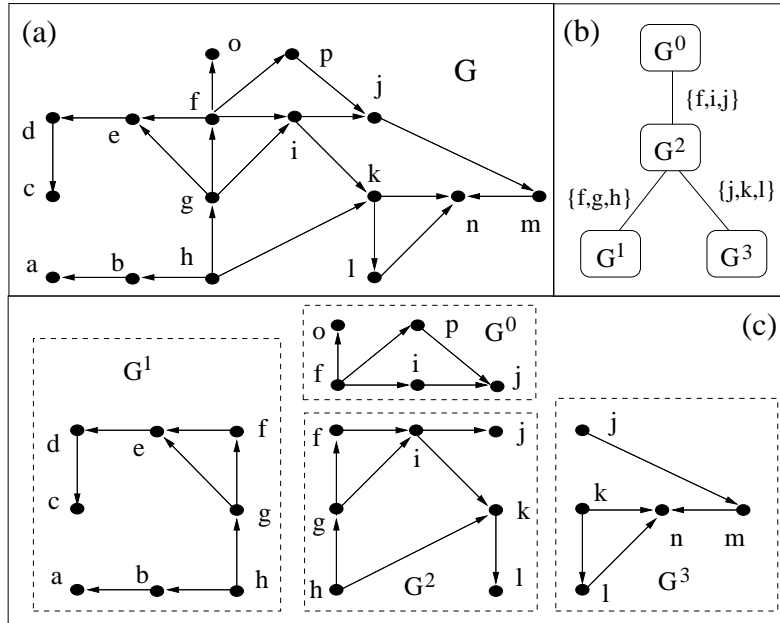 (a)
o
p
G
j
f
d
e
i
k
c
g
n
m
a
b
h
l
(b)
G⁰
{f,i,j}
G²
{f,g,h}
{j,k,l}
G¹
G³
(c)
G¹
d
e
f
c
g
a
b
h
o
p
G⁰
f
i
j
f
i
j
g
k
h
G²
l
j
k
n
m
l
G³